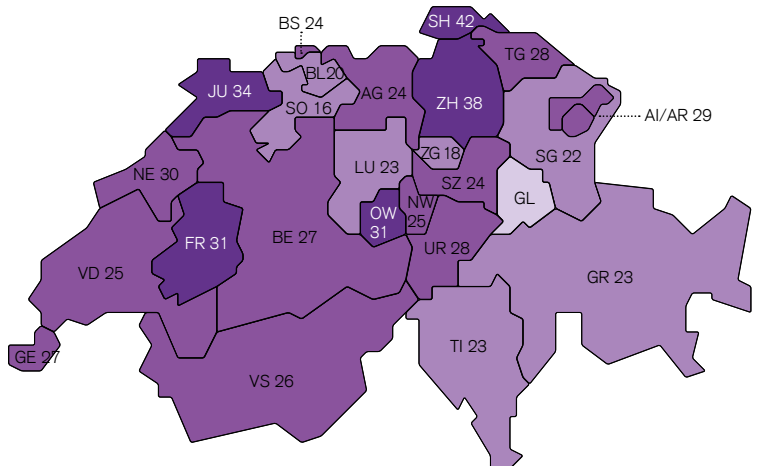 BS 24
SH 42
TG 28
BL20
JU 34
AG 24
ZH 38
SO 16
AI/AR 29
ZG 18
SG 22
NE 30
LU 23
SZ 24
GL
NW
25
OW
31
FR 31
BE 27
UR 28
VD 25
GR 23
TI 23
GE 27
VS 26